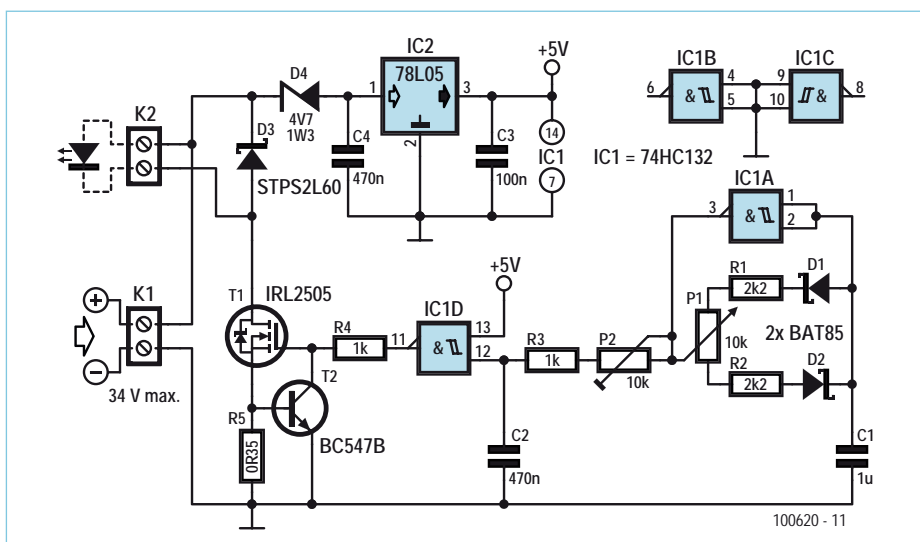 IC2
+5V
D4
78L05
IC1B
IC1C
1
3
6
4
9
&
&
8
5
10
4V7
1W3
K2
D3
C4
2
C3
14
IC1
IC1 = 74HC132
STPS2L60
470n
100n
7
IC1A
3
&
1
2
+5V
K1
T1
IRL2505
R1
D1
P1
2k2
+
R4
11
IC1D
13
2x BAT85
R3
P2
10k
1k
&
12
1k
R2
D2
–
T2
10k
2k2
34 V max.
R5
C2
C1
0R35
BC547B
470n
1u
100620 - 11